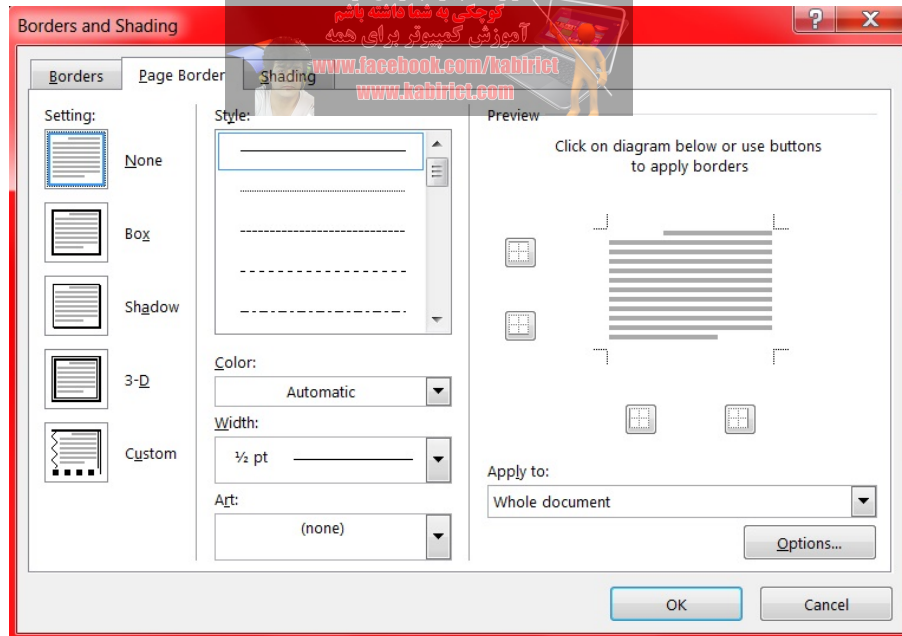 کوچکی به شما داشته باشم
آموزش کمپیوتر برای همه
www.facebook.com/kabirict
www.kabirict.com
Borders and Shading
Borders
Page Border
Shading
Setting:
None
Box
Shadow
3-D
Custom
Style:
Color:
Automatic
Width:
½ pt
Art:
(none)
Preview
Click on diagram below or use buttons
to apply borders
Apply to:
Whole document
Options...
OK
Cancel